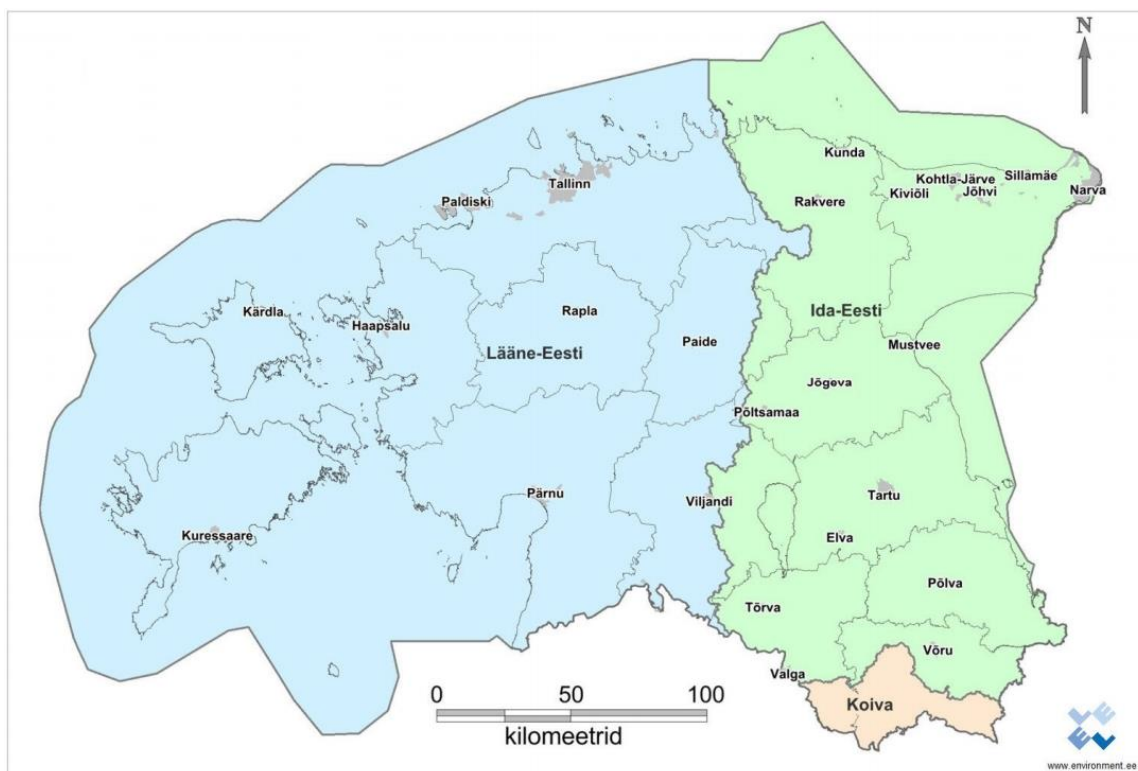 N
Kunda
Kohtla-Järve
Sillamäe
Tallinn
Kiviõli
Jõhvi
Narva
Paldiski
Rakvere
Kärdla
Haapsalu
Rapla
Ida-Eesti
Lääne-Eesti
Paide
Mustvee
Jõgeva
Põltsamaa
Pärnu
Viljandi
Tartu
Kuressaare
Elva
Põlva
Tõrva
Võru
Valga
Koiva
0 50 100
kilomeetrid
www.environment.ee